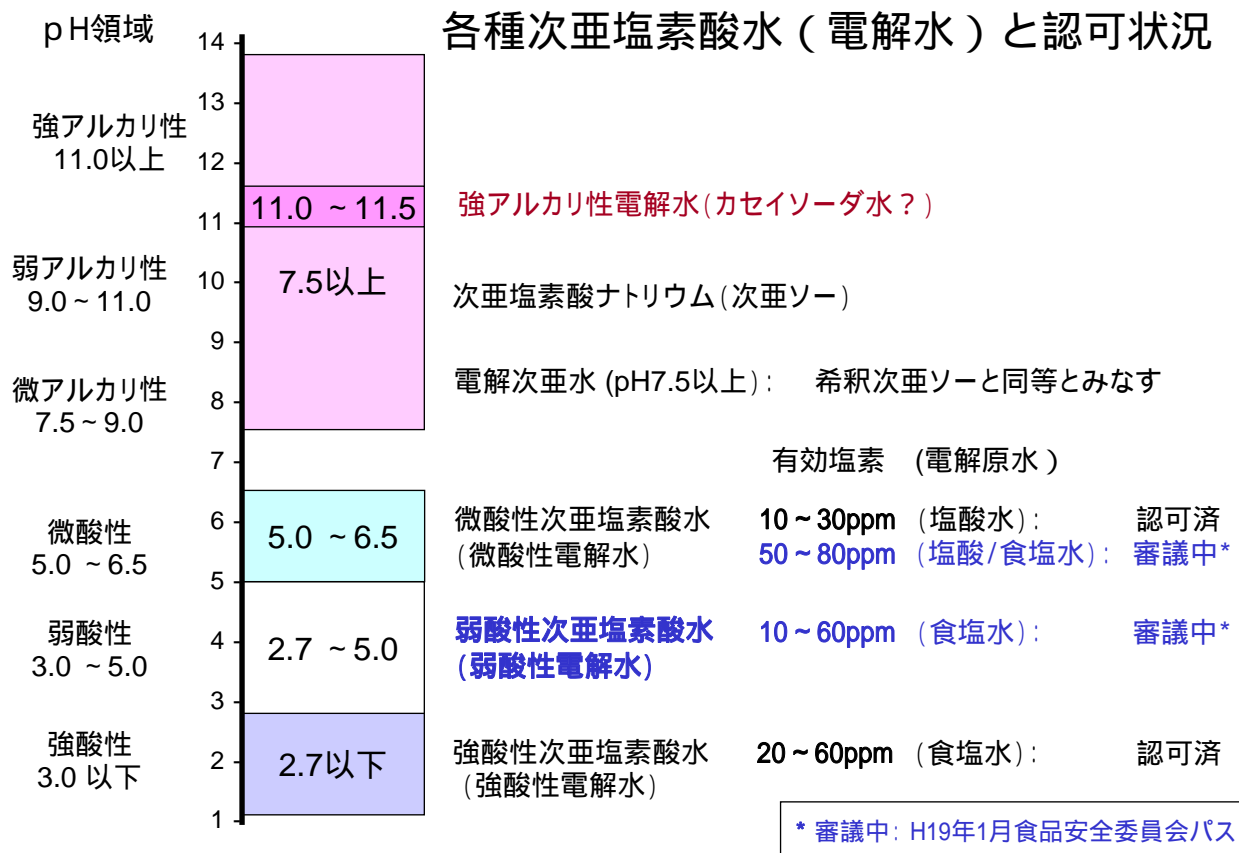 pH領域
各種次亜塩素酸水(電解水)と認可状況
14
13
強アルカリ性
11.0以上
12
11.0 ~ 11.5
強アルカリ性電解水(カセイソーダ水?)
11
弱アルカリ性
9.0 ~ 11.0
10
7.5以上
次亜塩素酸ナトリウム(次亜ソー)
9
微アルカリ性
7.5 ~ 9.0
電解次亜水 (pH7.5以上): 希釈次亜ソーと同等とみなす
8
7
有効塩素 (電解原水)
微酸性
5.0 ~ 6.5
6
5.0 ~ 6.5
微酸性次亜塩素酸水 10 ~ 30ppm (塩酸水): 認可済
(微酸性電解水) 50 ~ 80ppm (塩酸/食塩水): 審議中*
5
弱酸性
3.0 ~ 5.0
4
2.7 ~ 5.0
弱酸性次亜塩素酸水 10 ~ 60ppm (食塩水): 審議中*
(弱酸性電解水)
3
強酸性
3.0 以下
2
2.7以下
強酸性次亜塩素酸水 20 ~ 60ppm (食塩水): 認可済
(強酸性電解水)
1
* 審議中: H19年1月食品安全委員会パス